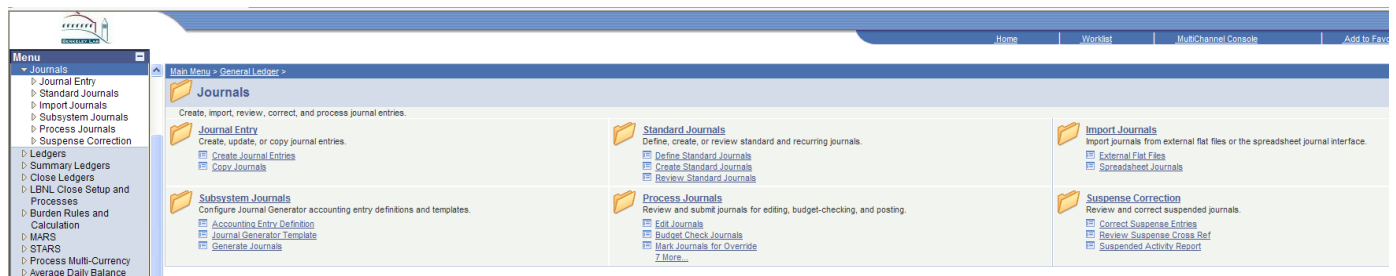 BERKELEY LAB
Home Worklist MultiChannel Console Add to Favo
Menu
Journals
Journal Entry
Standard Journals
Import Journals
Subsystem Journals
Process Journals
Suspense Correction
Ledgers
Summary Ledgers
Close Ledgers
LBNL Close Setup and
Processes
Burden Rules and
Calculation
MARS
STARS
Process Multi-Currency
Average Daily Balance
Main Menu > General Ledger >
Journals
Create, import, review, correct, and process journal entries.
Journal Entry
Create, update, or copy journal entries.
Create Journal Entries
Copy Journals
Standard Journals
Define, create, or review standard and recurring journals.
Define Standard Journals
Create Standard Journals
Review Standard Journals
Import Journals
Import journals from external flat files or the spreadsheet journal interface.
External Flat Files
Spreadsheet Journals
Subsystem Journals
Configure Journal Generator accounting entry definitions and templates.
Accounting Entry Definition
Journal Generator Template
Generate Journals
Process Journals
Review and submit journals for editing, budget-checking, and posting.
Edit Journals
Budget Check Journals
Mark Journals for Override
7 More...
Suspense Correction
Review and correct suspended journals.
Correct Suspense Entries
Review Suspense Cross Ref
Suspended Activity Report